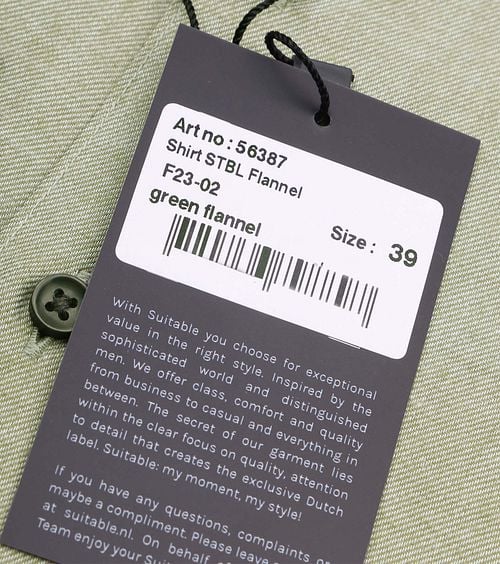 Art no : 56387
Shirt STBL Flannel
F23-02
green flannel
Size : 39
With Suitable you choose for exceptional
value in the right style. Inspired by the
sophisticated world and distinguished
men. We offer class, comfort and quality
from business to casual and everything in
between. The secret of our garment lies
within the clear focus on quality, attention
to detail that creates the exclusive Dutch
label. Suitable: my moment, my style!
If you have any questions, complaints or
maybe a compliment. Please leave
at suitable.nl. On behalf
Team enjoy your